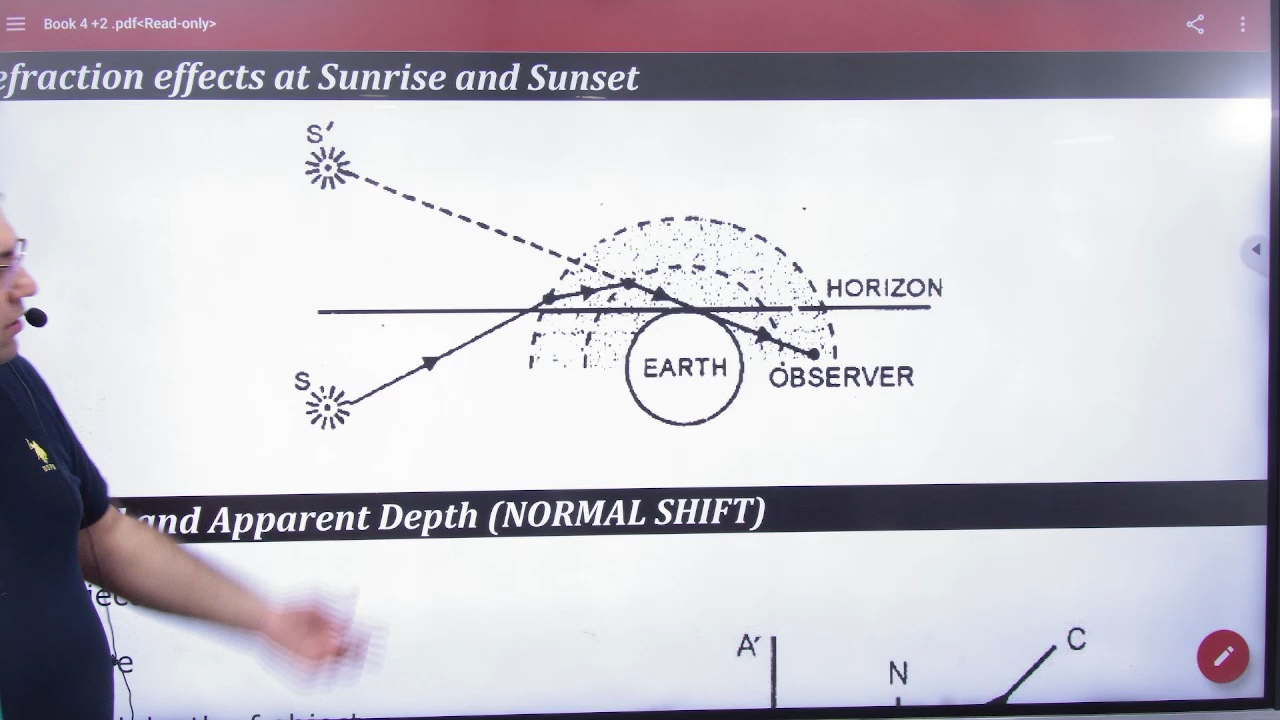 Book 4 +2 .pdf<Read-only>
efraction effects at Sunrise and Sunset
S′
HORIZON
EARTH
S
OBSERVER
and Apparent Depth (NORMAL SHIFT)
A′
C
N